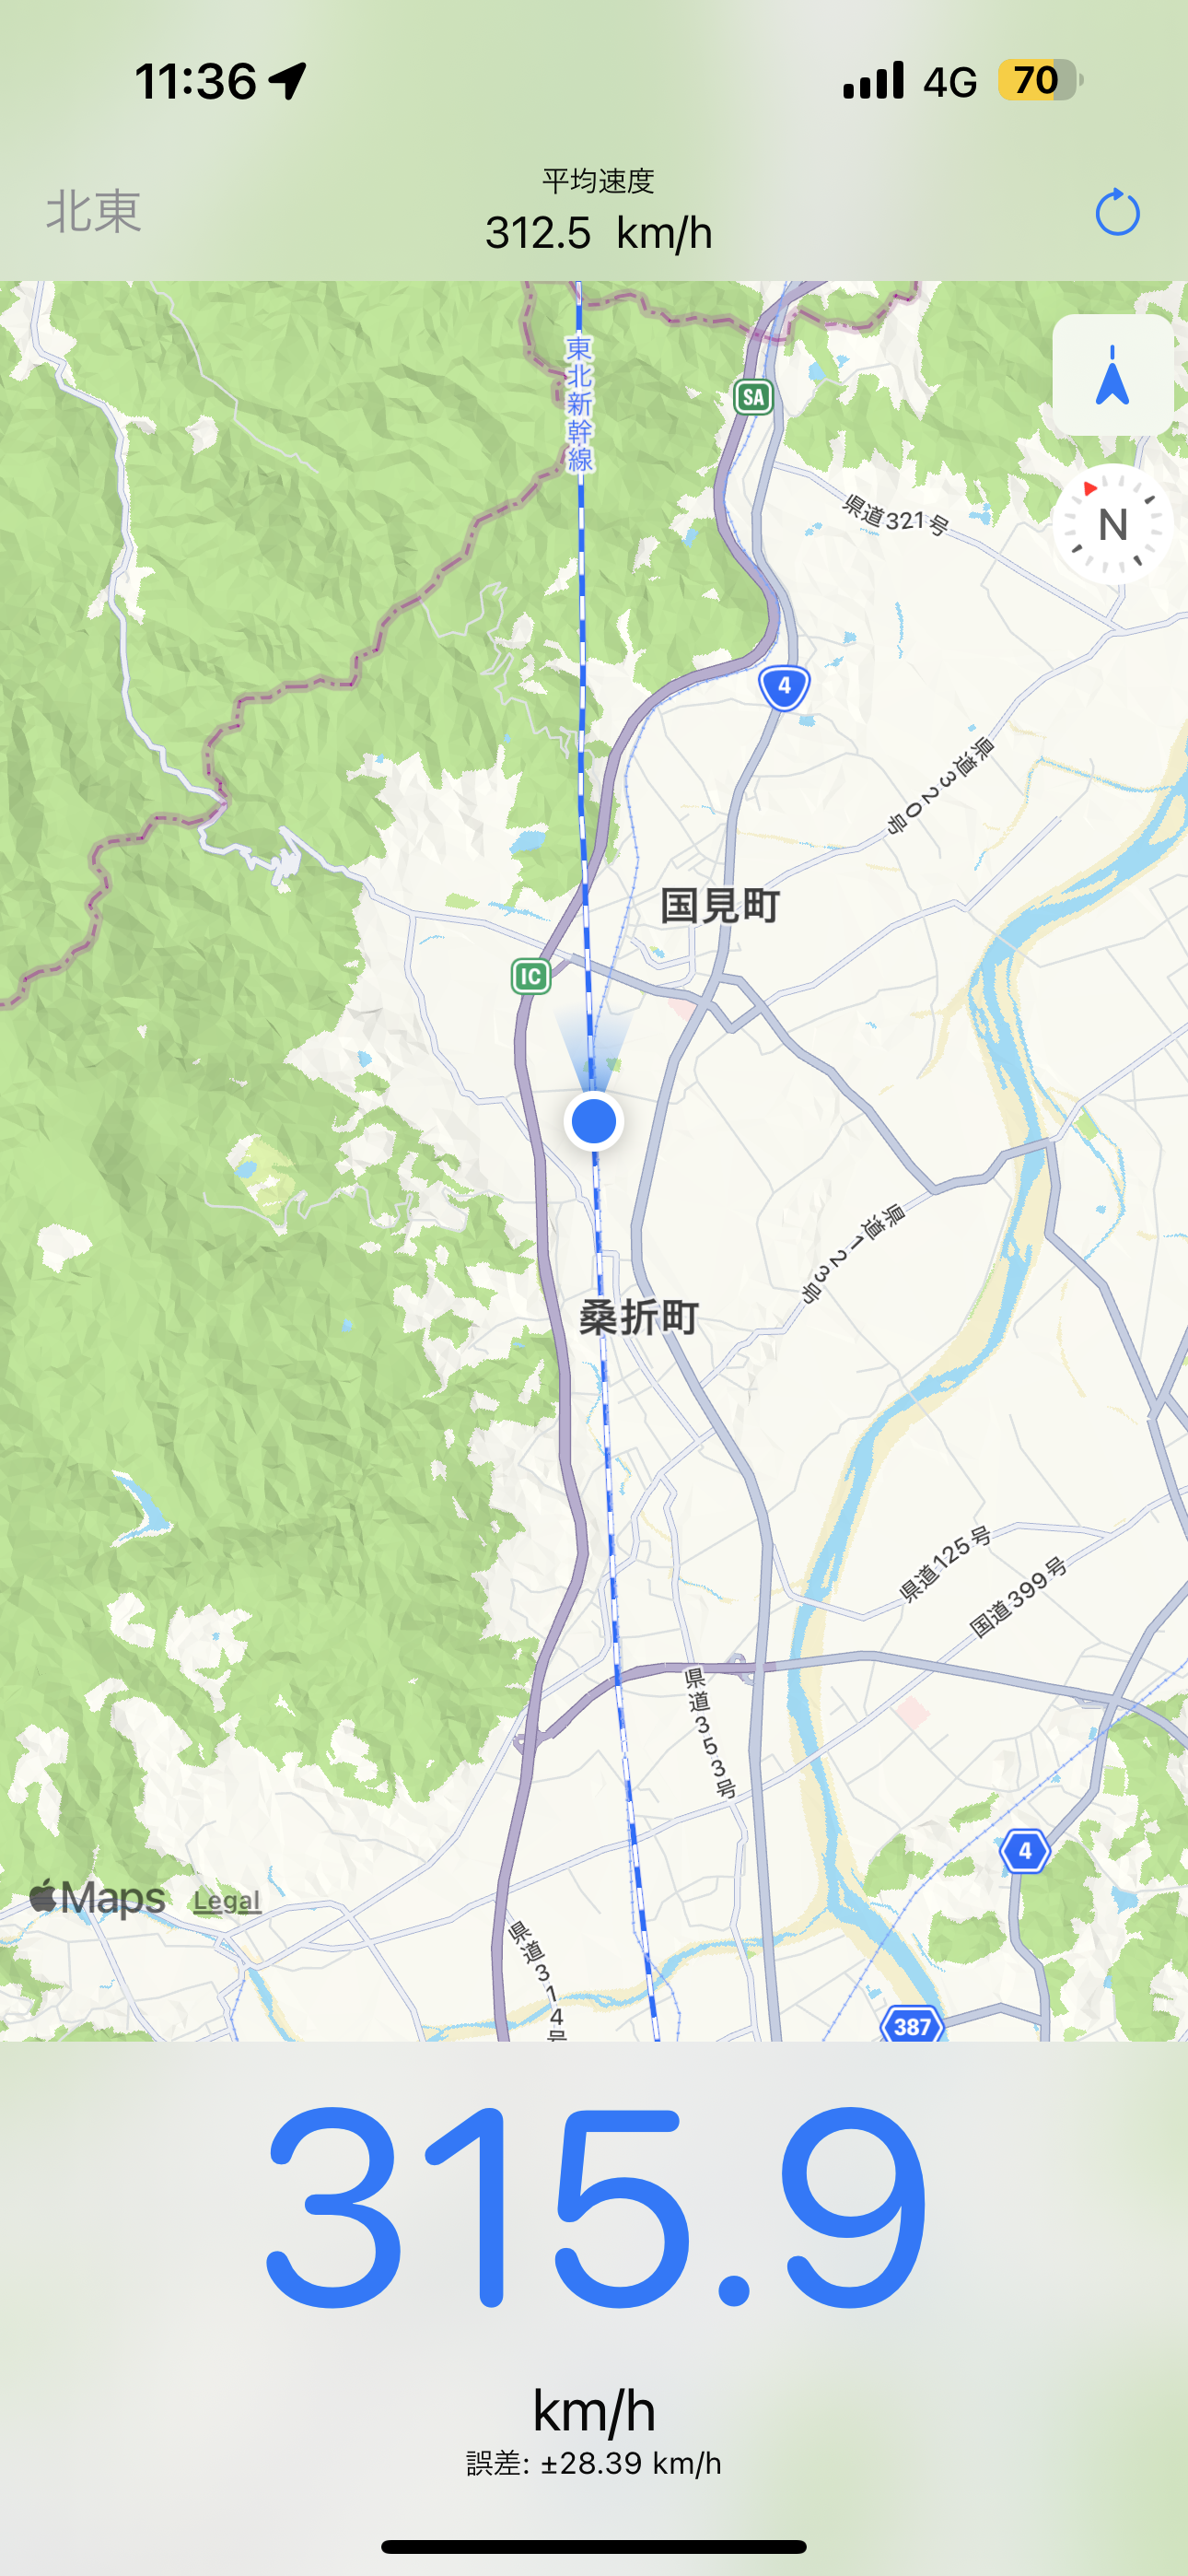 11:36
4G
70
北東
平均速度
312.5 km/h
東北新幹線
SA
N
県道321号
4
県道320号
国見町
IC
県道123号
桑折町
県道125号
国道399号
県道353号
4
Maps Legal
県道314号
387
315.9
km/h
誤差: ±28.39 km/h